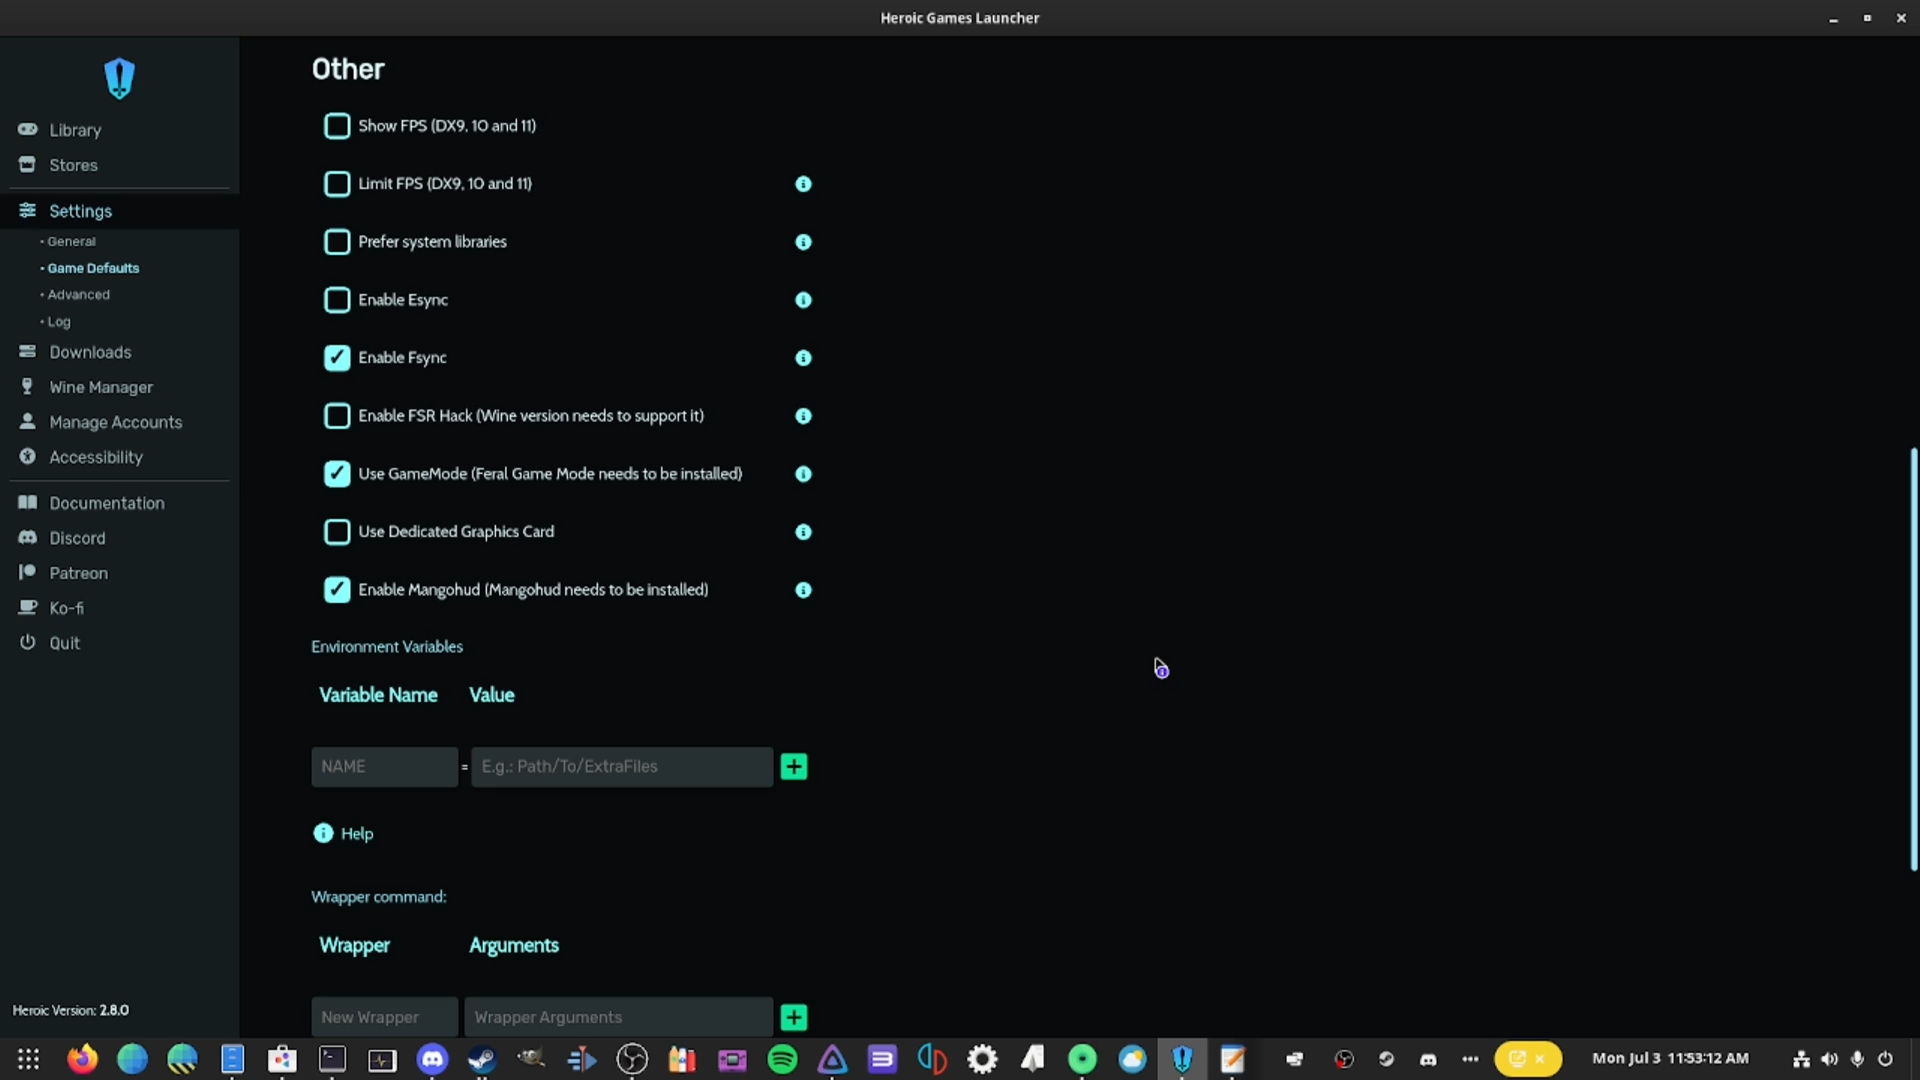 Heroic Games Launcher
Library
Stores
Settings
• General
• Game Defaults
• Advanced
• Log
Downloads
Wine Manager
Manage Accounts
Accessibility
Documentation
Discord
Patreon
Ko-fi
Quit
Heroic Version: 2.8.0
Other
Show FPS (DX9, 10 and 11)
Limit FPS (DX9, 10 and 11)
Prefer system libraries
Enable Esync
Enable Fsync
Enable FSR Hack (Wine version needs to support it)
Use GameMode (Feral Game Mode needs to be installed)
Use Dedicated Graphics Card
Enable Mangohud (Mangohud needs to be installed)
Environment Variables
Variable Name Value
NAME = E.g.: Path/To/ExtraFiles
Help
Wrapper command:
Wrapper Arguments
New Wrapper Wrapper Arguments
Mon Jul 3 11:53:12 AM